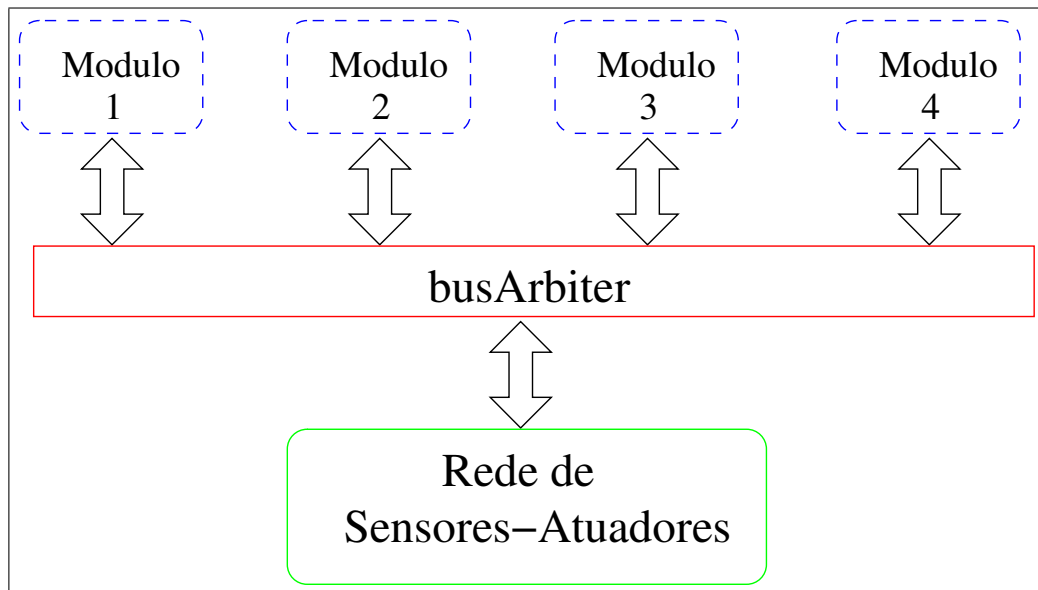 Modulo
1
Modulo
2
Modulo
3
Modulo
4
busArbiter
Rede de
Sensores−Atuadores